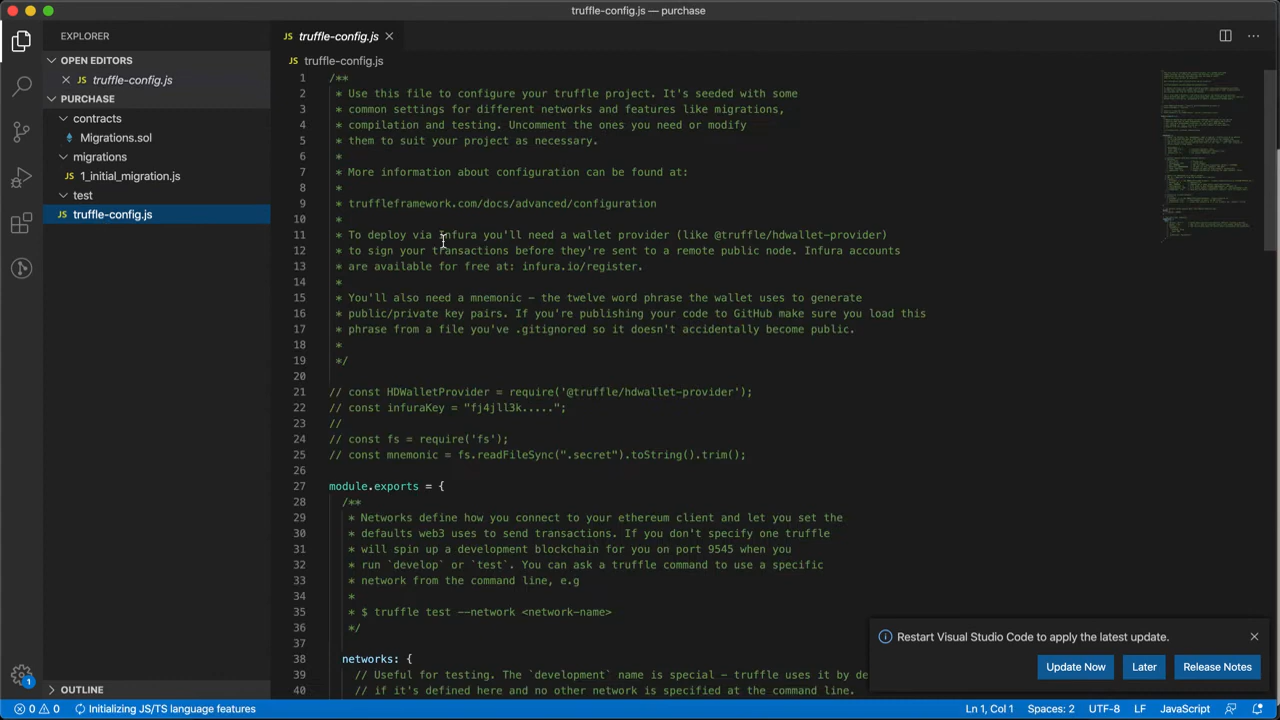 truffle-config.js — purchase
EXPLORER
OPEN EDITORS
truffle-config.js
PURCHASE
contracts
Migrations.sol
migrations
1_initial_migration.js
test
truffle-config.js
OUTLINE
truffle-config.js
truffle-config.js
1 /**
2 * Use this file to configure your truffle project. It's seeded with some
3 * common settings for different networks and features like migrations,
4 * compilation and testing. Uncomment the ones you need or modify
5 * them to suit your project as necessary.
6 *
7 * More information about configuration can be found at:
8 *
9 * truffleframework.com/docs/advanced/configuration
10 *
11 * To deploy via Infura you'll need a wallet provider (like @truffle/hdwallet-provider)
12 * to sign your transactions before they're sent to a remote public node. Infura accounts
13 * are available for free at: infura.io/register.
14 *
15 * You'll also need a mnemonic - the twelve word phrase the wallet uses to generate
16 * public/private key pairs. If you're publishing your code to GitHub make sure you load this
17 * phrase from a file you've .gitignored so it doesn't accidentally become public.
18 *
19 */
20
21 // const HDWalletProvider = require('@truffle/hdwallet-provider');
22 // const infuraKey = "fj4jll3k.....";
23 //
24 // const fs = require('fs');
25 // const mnemonic = fs.readFileSync(".secret").toString().trim();
26
27 module.exports = {
28 /**
29 * Networks define how you connect to your ethereum client and let you set the
30 * defaults web3 uses to send transactions. If you don't specify one truffle
31 * will spin up a development blockchain for you on port 9545 when you
32 * run `develop` or `test`. You can ask a truffle command to use a specific
33 * network from the command line, e.g
34 *
35 * $ truffle test --network <network-name>
36 */
37
38 networks: {
39 // Useful for testing. The `development` name is special - truffle uses it by de
40 // if it's defined here and no other network is specified at the command line.
Restart Visual Studio Code to apply the latest update.
Update Now Later Release Notes
1
0 0 Initializing JS/TS language features Ln 1, Col 1 Spaces: 2 UTF-8 LF JavaScript